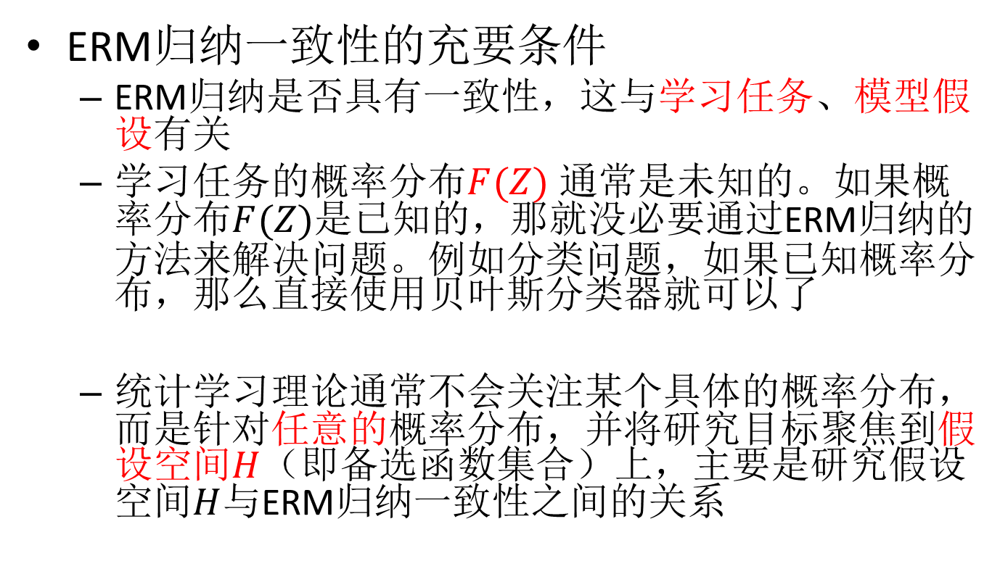 • ERM归纳一致性的充要条件
– ERM归纳是否具有一致性，这与学习任务、模型假
设有关
– 学习任务的概率分布F(Z) 通常是未知的。如果概
率分布F(Z)是已知的，那就没必要通过ERM归纳的
方法来解决问题。例如分类问题，如果已知概率分
布，那么直接使用贝叶斯分类器就可以了
– 统计学习理论通常不会关注某个具体的概率分布，
而是针对任意的概率分布，并将研究目标聚焦到假
设空间H（即备选函数集合）上，主要是研究假设
空间H与ERM归纳一致性之间的关系